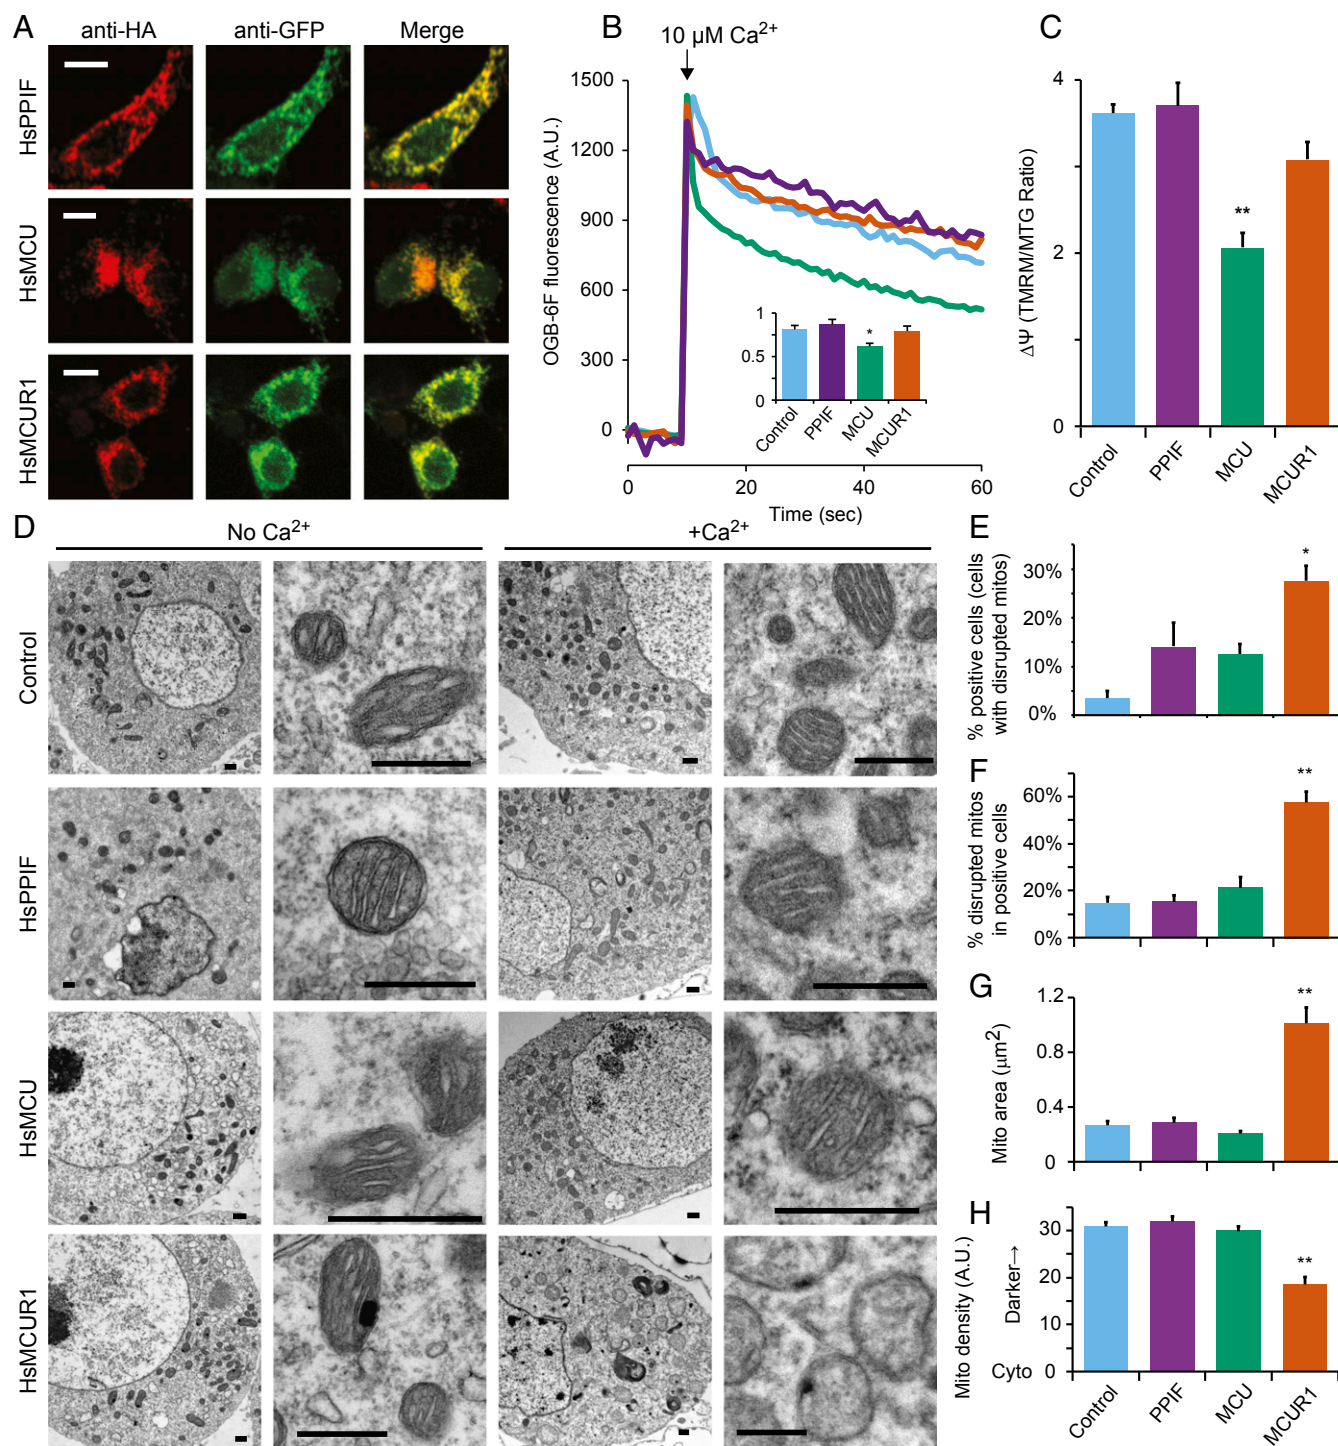 A
anti-HA
anti-GFP
Merge
HsPPIF
HsMCU
HsMCUR1
B
10 µM Ca2+
OGB-6F fluorescence (A.U.)
1500
1200
900
600
300
0
0
20
40
60
Time (sec)
1
0.5
0
*
Control
PPIF
MCU
MCUR1
C
ΔΨ (TMRM/MTG Ratio)
4
2
0
**
Control
PPIF
MCU
MCUR1
D
No Ca2+
+Ca2+
Control
HsPPIF
HsMCU
HsMCUR1
E
% positive cells (cells
with disrupted mitos)
30%
20%
10%
0%
*
F
% disrupted mitos
in positive cells
60%
40%
20%
0%
**
G
Mito area (µm2)
1.2
0.8
0.4
0
**
H
Mito density (A.U.)
Darker→
Cyto
30
20
10
0
**
Control
PPIF
MCU
MCUR1